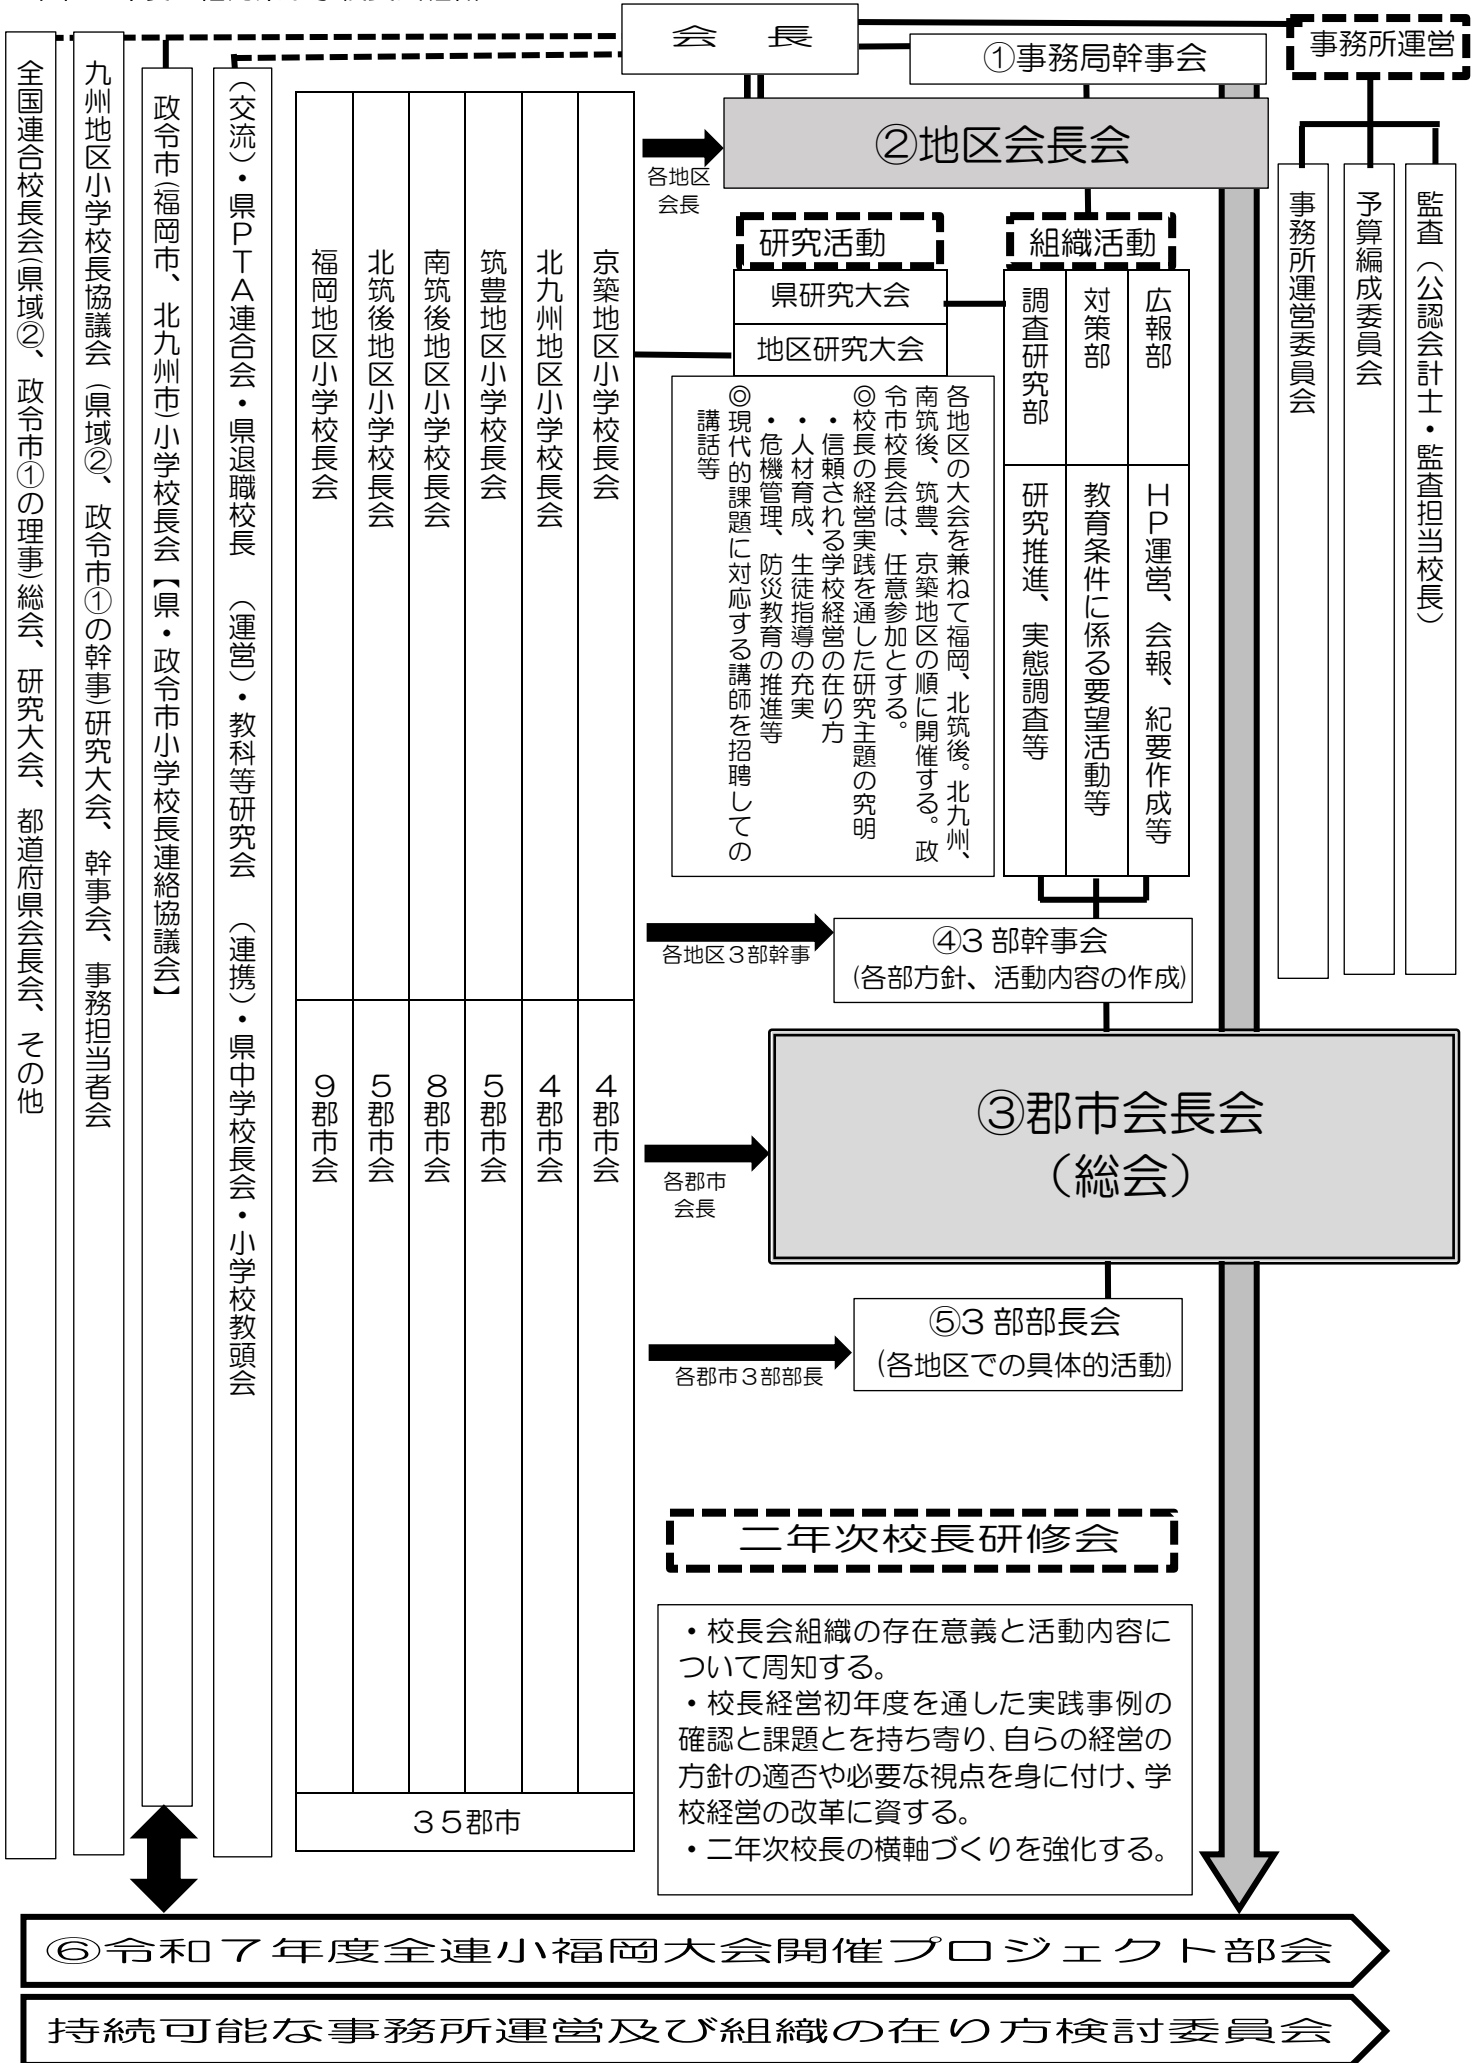 会　長
①事務局幹事会
事務所運営
②地区会長会
各地区
会長
全国連合校長会(県域②、政令市①の理事)総会、研究大会、都道府県会長会、その他
九州地区小学校長協議会（県域②、政令市①の幹事)研究大会、幹事会、事務担当者会
政令市(福岡市、北九州市)小学校長会【県・政令市小学校長連絡協議会】
（交流）・県ＰＴＡ連合会・県退職校長　（運営）・教科等研究会　（連携）・県中学校長会・小学校教頭会
福岡地区小学校長会
北筑後地区小学校長会
南筑後地区小学校長会
筑豊地区小学校長会
北九州地区小学校長会
京築地区小学校長会
９郡市会
５郡市会
８郡市会
５郡市会
４郡市会
４郡市会
３５郡市
研究活動
県研究大会
地区研究大会
各地区の大会を兼ねて福岡、北筑後。北九州、
南筑後、筑豊、京築地区の順に開催する。政
令市校長会は、任意参加とする。
◎校長の経営実践を通した研究主題の究明
・信頼される学校経営の在り方
・人材育成、生徒指導の充実
・危機管理、防災教育の推進等
◎現代的課題に対応する講師を招聘しての
講話等
組織活動
調査研究部
対策部
広報部
研究推進、実態調査等
教育条件に係る要望活動等
ＨＰ運営、会報、紀要作成等
事務所運営委員会
予算編成委員会
監査（公認会計士・監査担当校長）
各地区３部幹事
④３部幹事会
(各部方針、活動内容の作成)
各郡市
会長
③郡市会長会
（総会）
各郡市３部部長
⑤３部部長会
(各地区での具体的活動)
二年次校長研修会
・校長会組織の存在意義と活動内容に
ついて周知する。
・校長経営初年度を通した実践事例の
確認と課題とを持ち寄り、自らの経営の
方針の適否や必要な視点を身に付け、学
校経営の改革に資する。
・二年次校長の横軸づくりを強化する。
⑥令和７年度全連小福岡大会開催プロジェクト部会
持続可能な事務所運営及び組織の在り方検討委員会